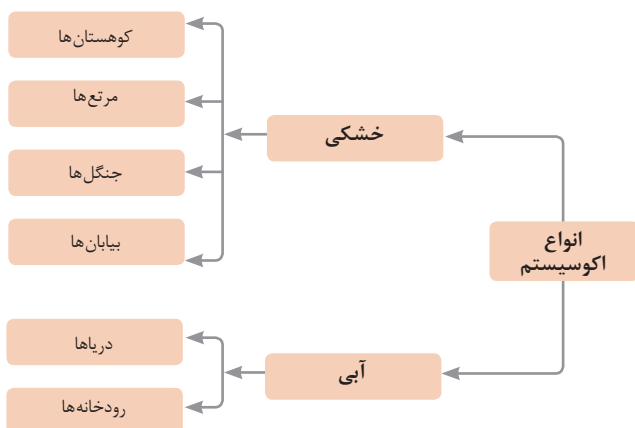 انواع
اکوسیستم
خشکی
کوهستان‌ها
مرتع‌ها
جنگل‌ها
بیابان‌ها
آبی
دریاها
رودخانه‌ها